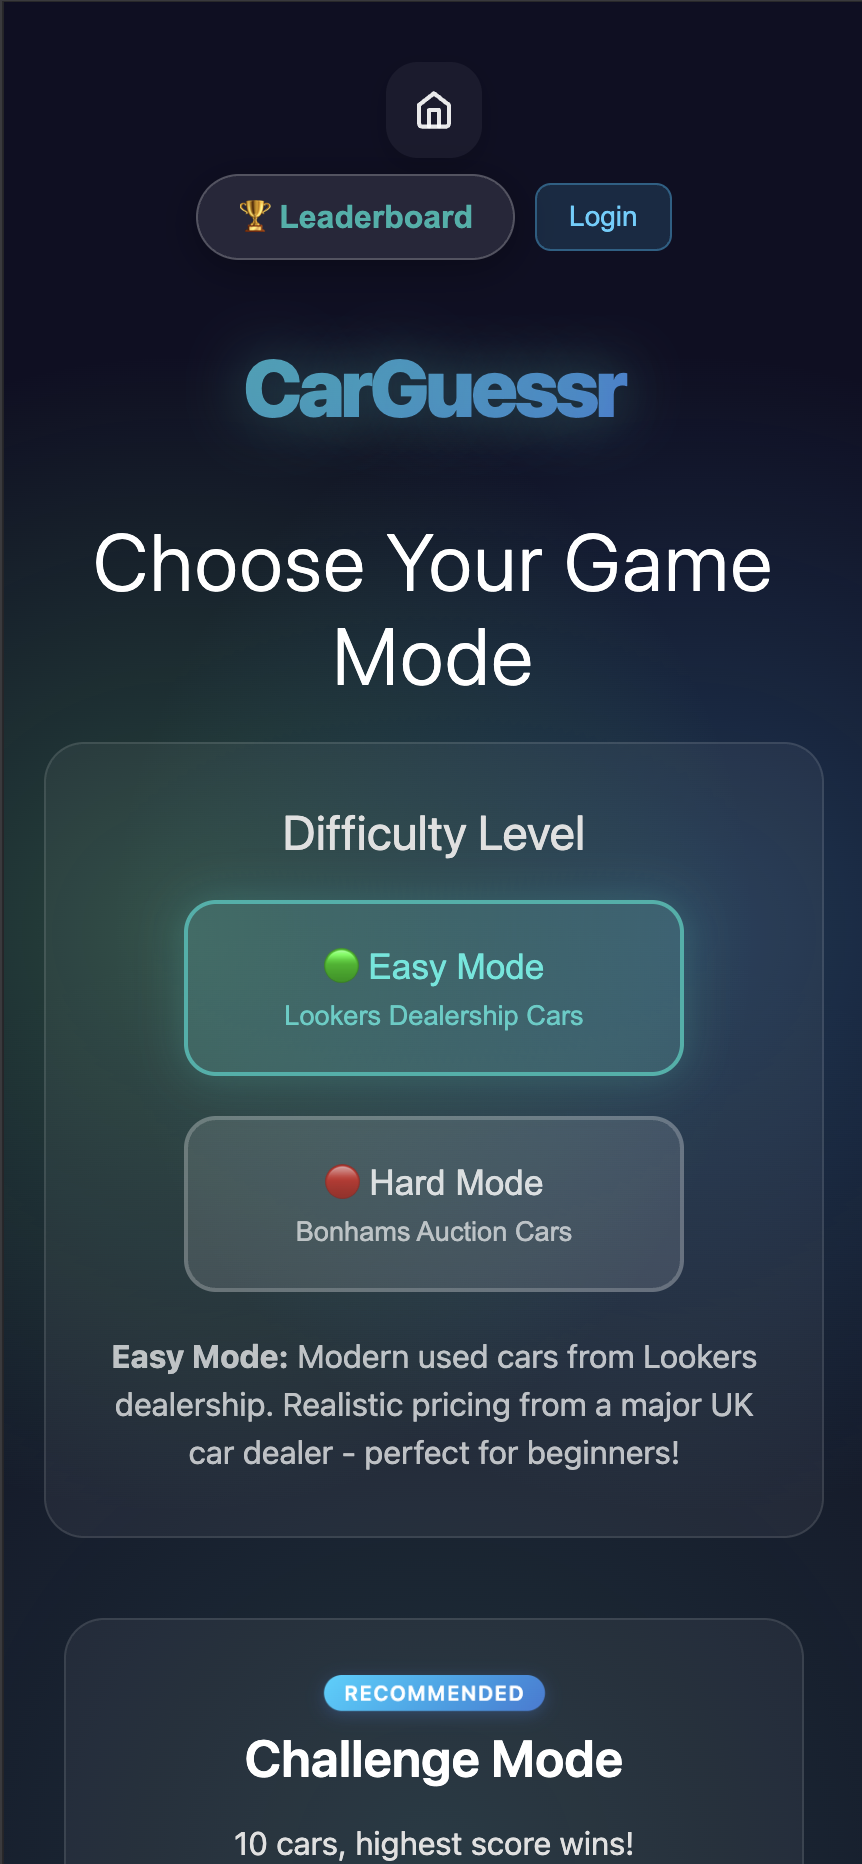 🏆 Leaderboard
Login
CarGuessr
Choose Your Game
Mode
Difficulty Level
🟢 Easy Mode
Lookers Dealership Cars
🔴 Hard Mode
Bonhams Auction Cars
Easy Mode: Modern used cars from Lookers
dealership. Realistic pricing from a major UK
car dealer - perfect for beginners!
RECOMMENDED
Challenge Mode
10 cars, highest score wins!